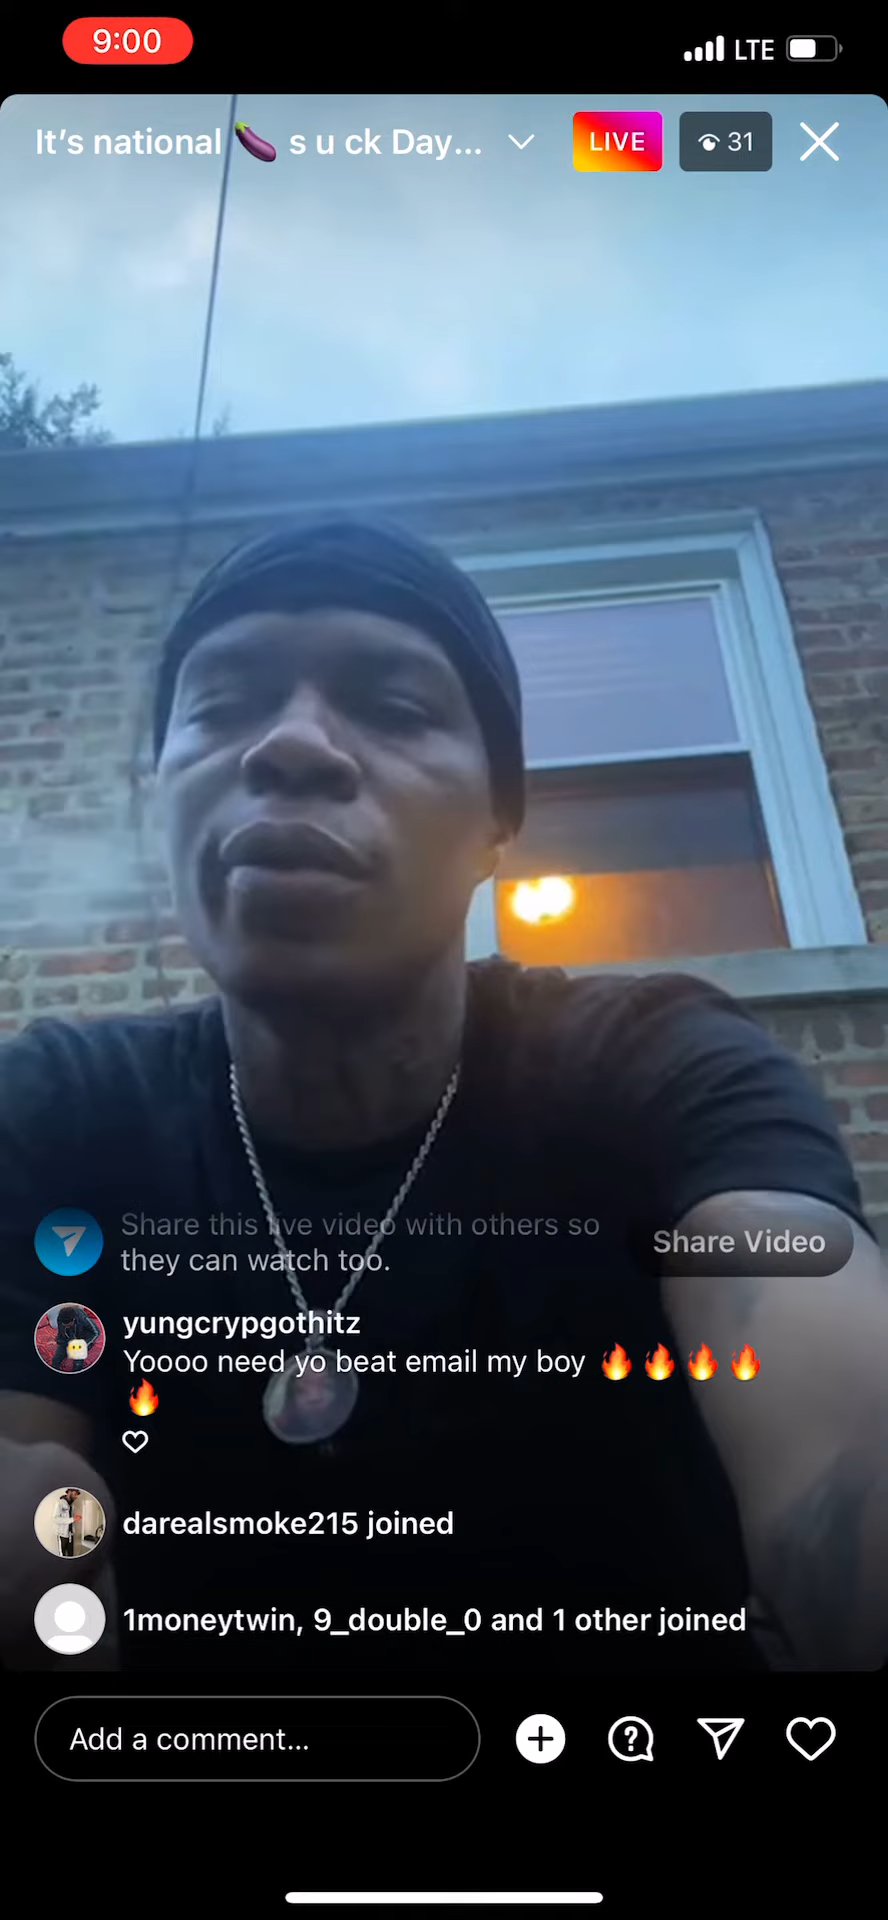 9:00
LTE
It's national 🍆 s u ck Day...
LIVE
31
Share this live video with others so
they can watch too.
Share Video
yungcrypgothitz
Yoooo need yo beat email my boy 🔥🔥🔥🔥
🔥
darealsmoke215 joined
1moneytwin, 9_double_0 and 1 other joined
Add a comment...